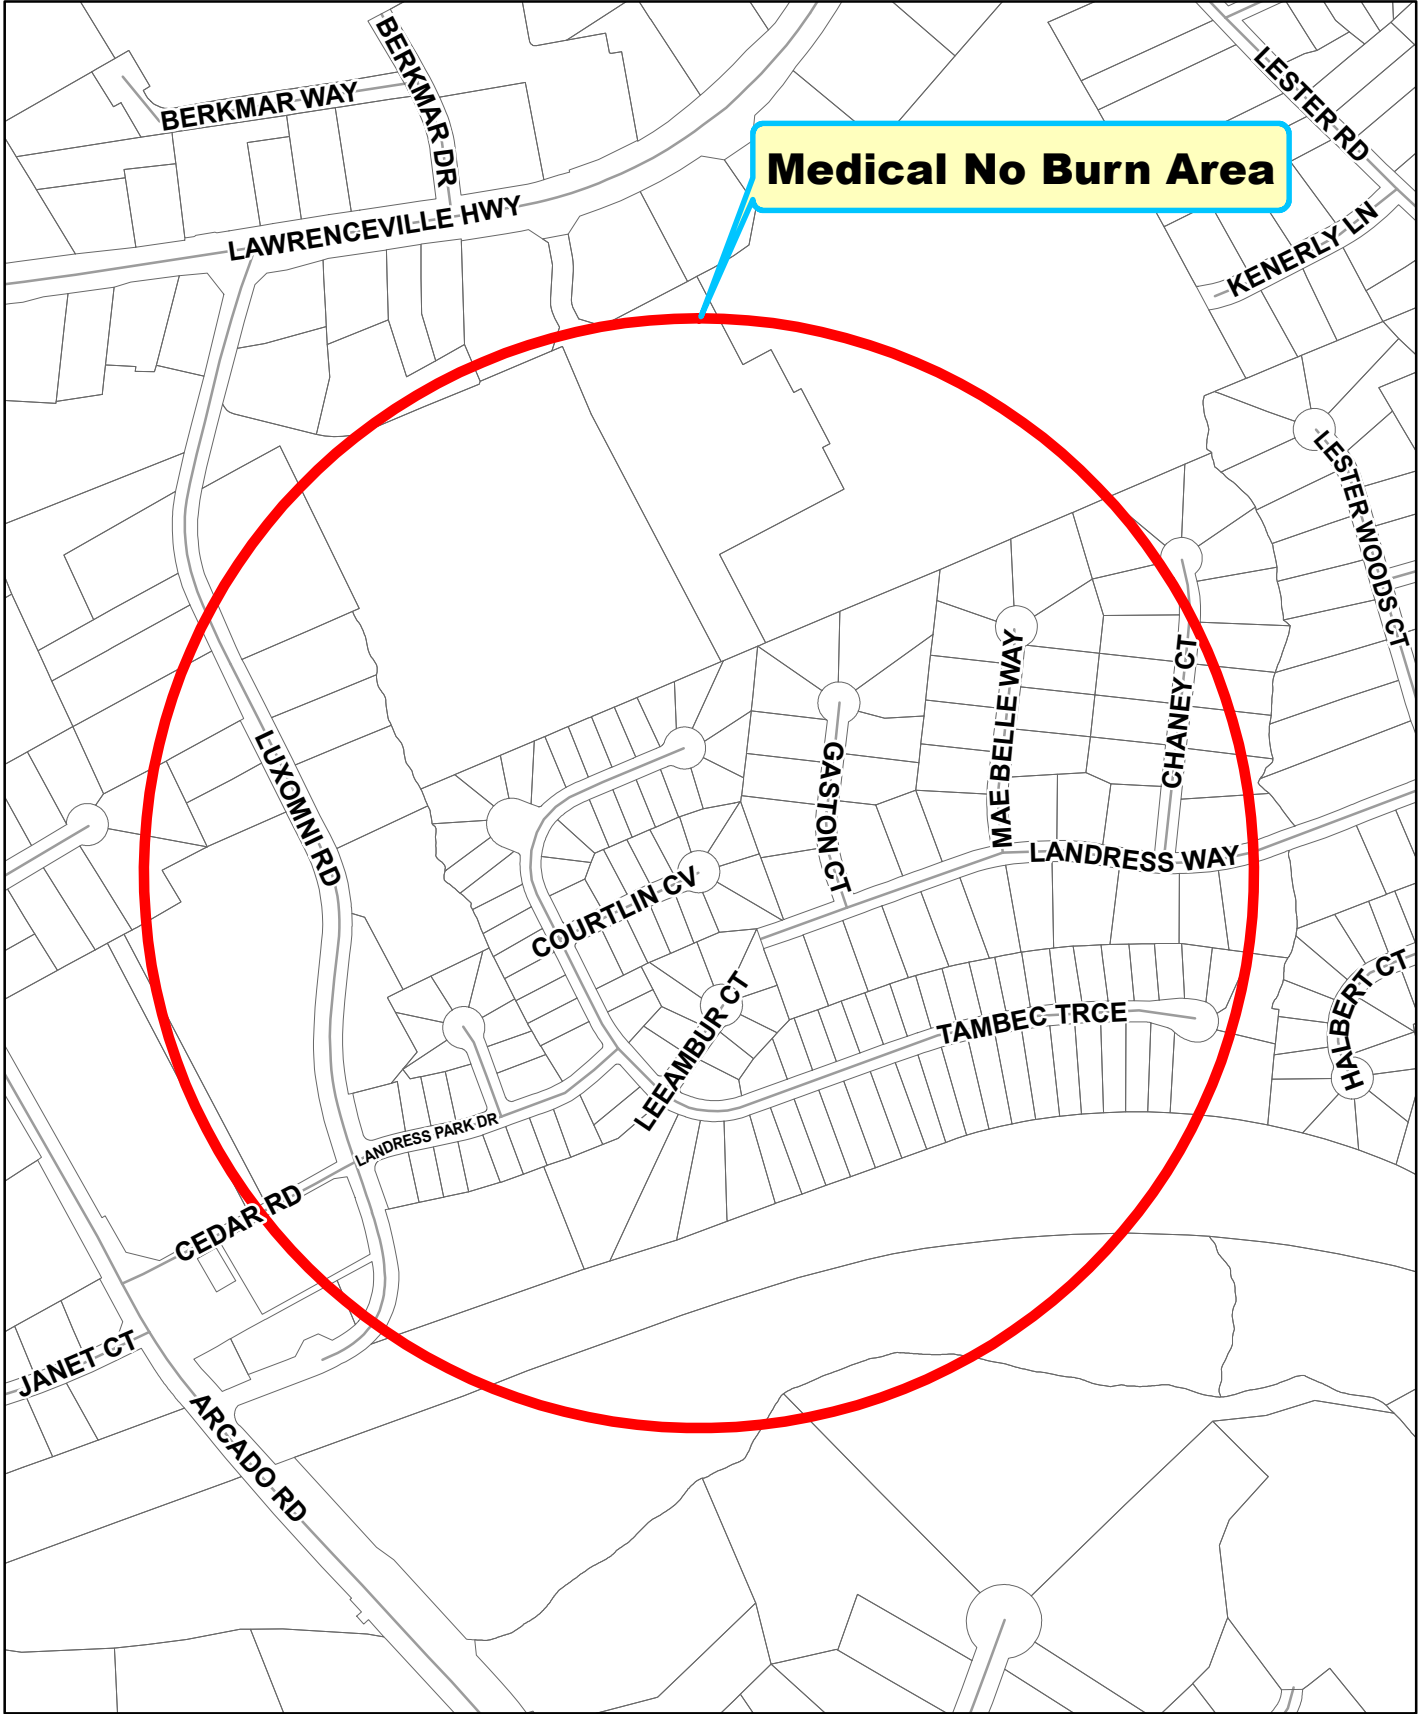 BERKMAR WAY
BERKMAR DR
LESTER RD
Medical No Burn Area
LAWRENCEVILLE HWY
KENERLY LN
LESTER WOODS CT
MAE BELLE WAY
CHANEY CT
LUXOMNI RD
GASTON CT
LANDRESS WAY
COURTLIN CV
HALBERT CT
LEEAMBUR CT
TAMBEC TRCE
LANDRESS PARK DR
CEDAR RD
JANET CT
ARCADO RD